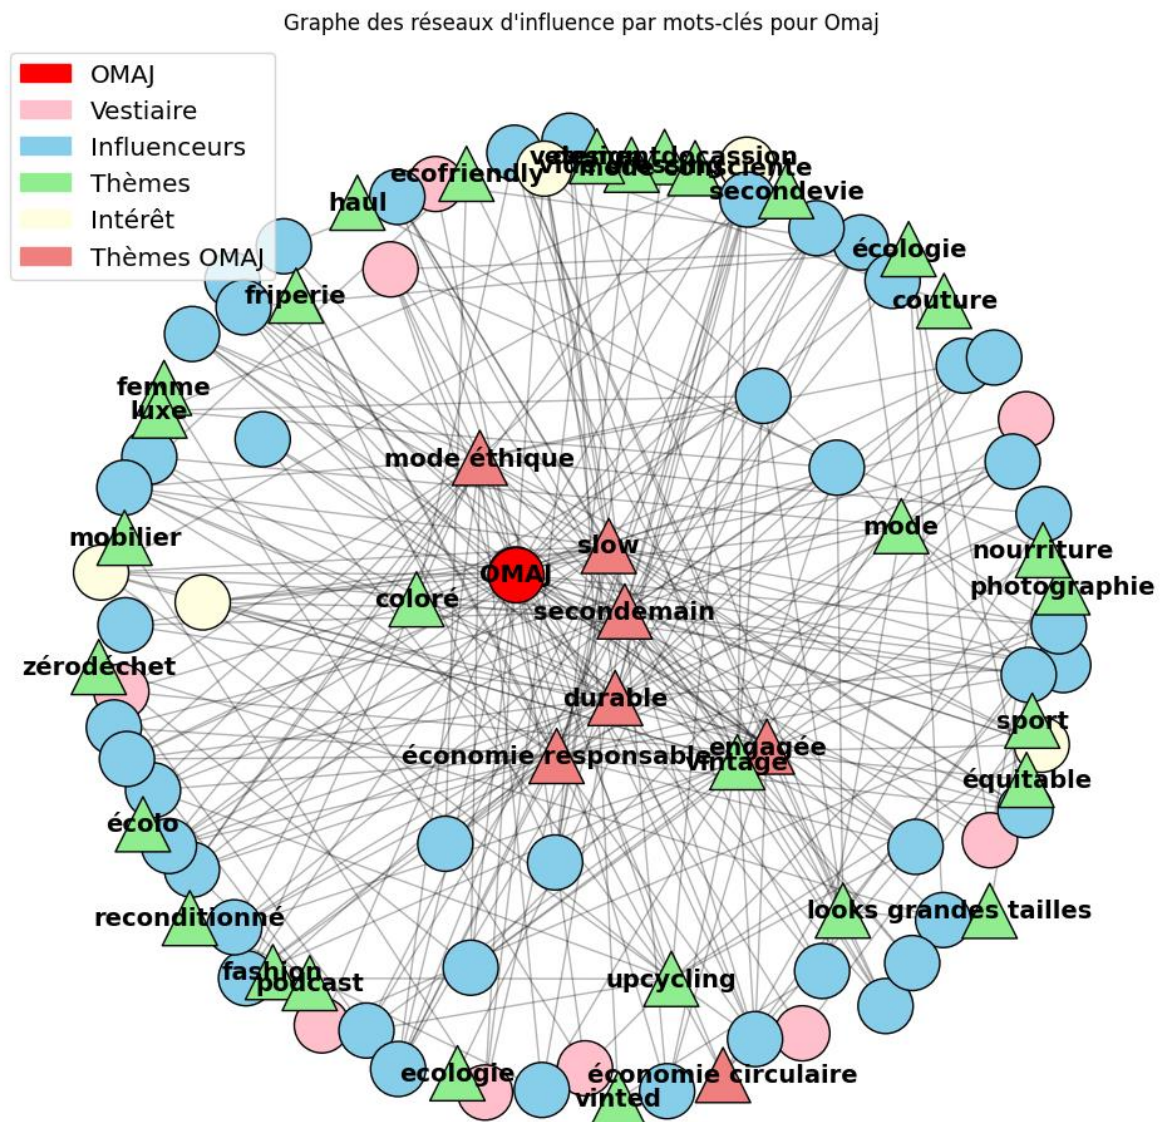 Graphe des réseaux d'influence par mots-clés pour Omaj
OMAJ
Vestiaire
Influenceurs
Thèmes
Intérêt
Thèmes OMAJ
ecofriendly
secondevie
haul
écologie
friperie
couture
femme
luxe
mode éthique
mode
mobilier
slow
nourriture
OMAJ
photographie
coloré
secondemain
zérodéchet
durable
sport
engagée
économie responsable
vintage
équitable
écolo
looks
grandes tailles
reconditionné
fashion
podcast
upcycling
ecologie
économie circulaire
vinted